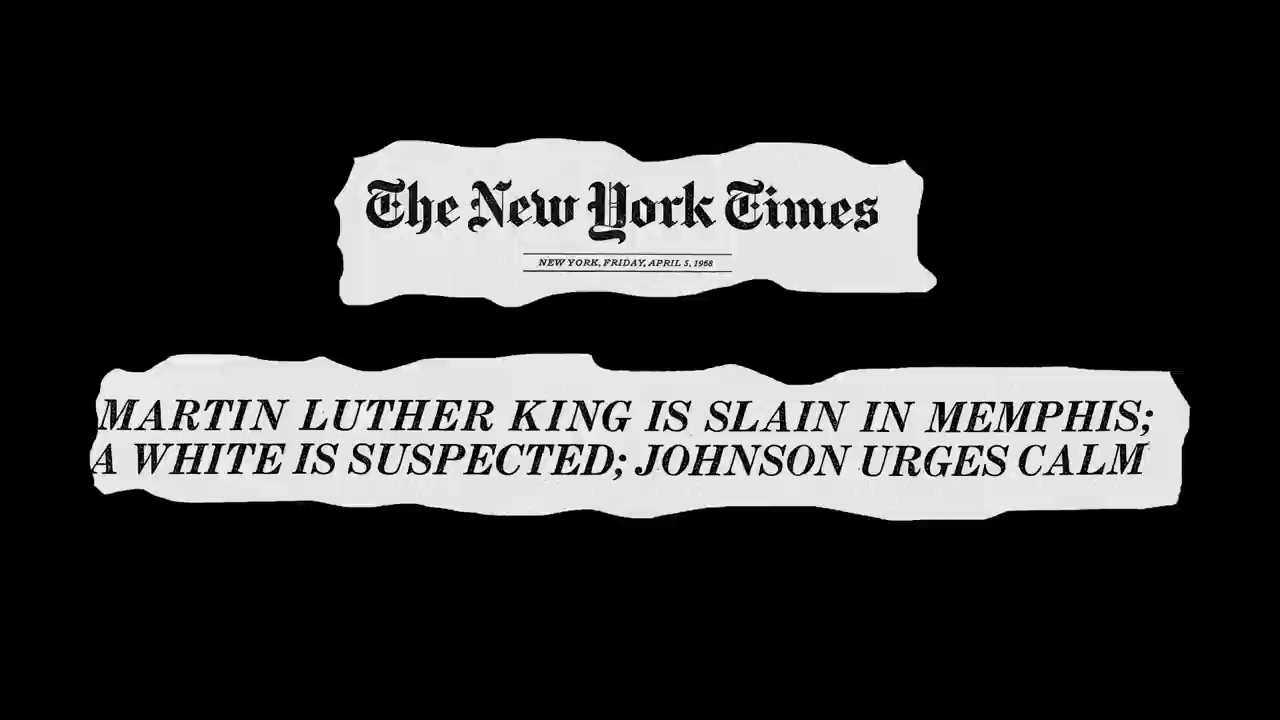 The New York Times
NEW YORK, FRIDAY, APRIL 5, 1968
MARTIN LUTHER KING IS SLAIN IN MEMPHIS;
A WHITE IS SUSPECTED; JOHNSON URGES CALM